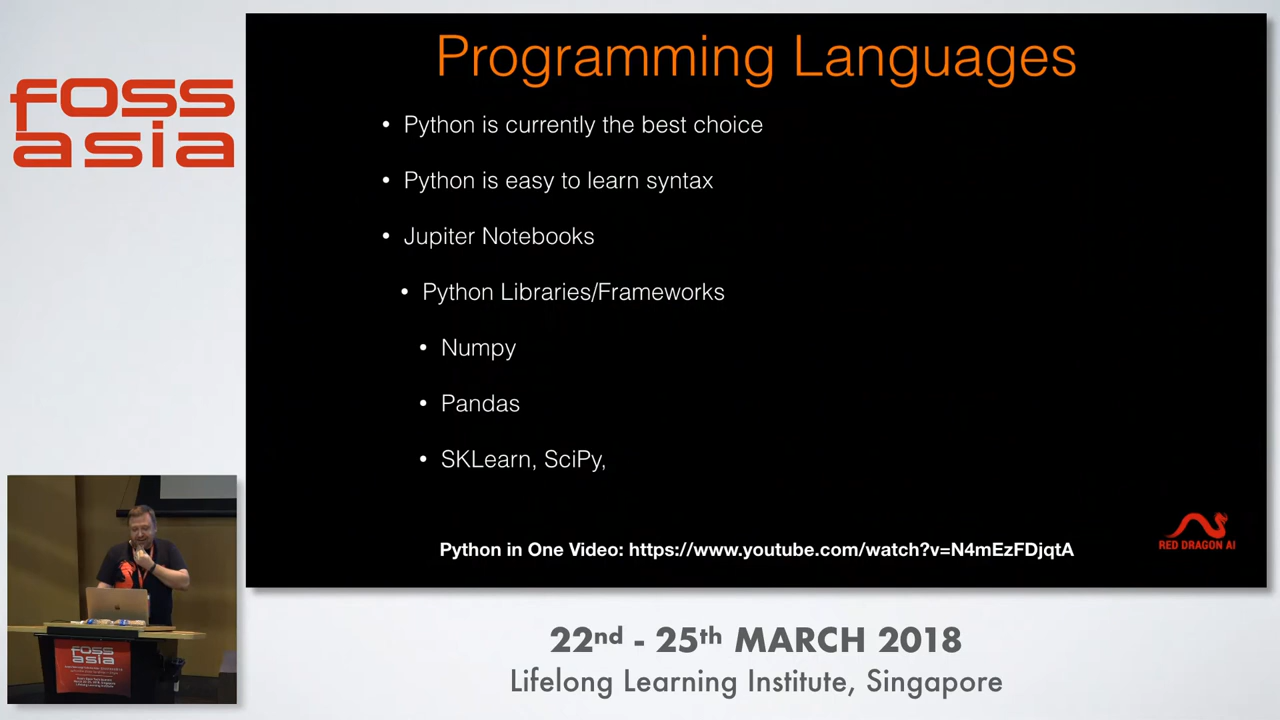 foss
asia
Programming Languages
• Python is currently the best choice
• Python is easy to learn syntax
• Jupiter Notebooks
• Python Libraries/Frameworks
• Numpy
• Pandas
• SKLearn, SciPy,
Python in One Video: https://www.youtube.com/watch?v=N4mEzFDjqtA
RED DRAGON AI
foss
asia
22nd - 25th MARCH 2018
Lifelong Learning Institute, Singapore